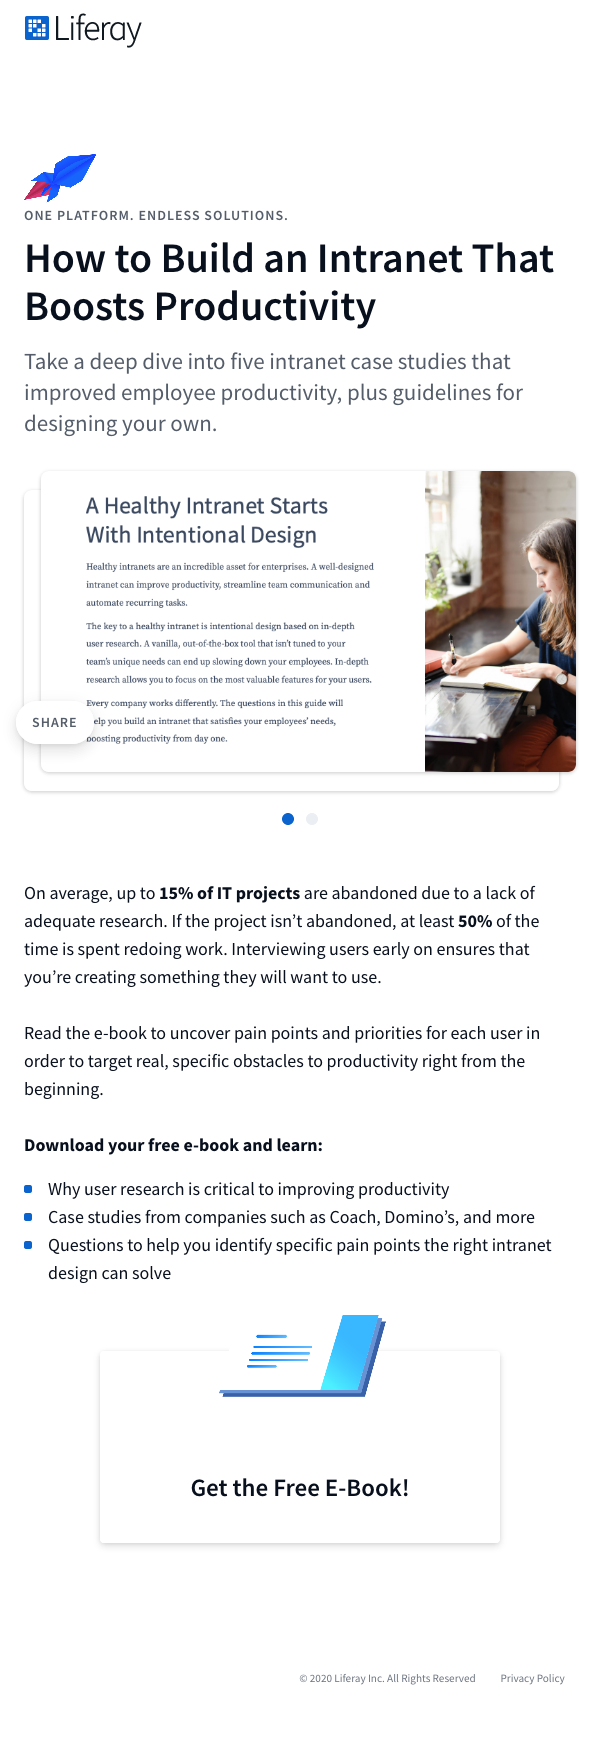 Liferay
ONE PLATFORM. ENDLESS SOLUTIONS.
How to Build an Intranet That
Boosts Productivity
Take a deep dive into five intranet case studies that
improved employee productivity, plus guidelines for
designing your own.
A Healthy Intranet Starts
With Intentional Design
Healthy intranets are an incredible asset for enterprises. A well-designed
intranet can improve productivity, streamline team communication and
automate recurring tasks.
The key to a healthy intranet is intentional design based on in-depth
user research. A vanilla, out-of-the-box tool that isn't tuned to your
team's unique needs can end up slowing down your employees. In-depth
research allows you to focus on the most valuable features for your users.
Every company works differently. The questions in this guide will
elp you build an intranet that satisfies your employees' needs,
boosting productivity from day one.
SHARE
On average, up to 15% of IT projects are abandoned due to a lack of
adequate research. If the project isn’t abandoned, at least 50% of the
time is spent redoing work. Interviewing users early on ensures that
you’re creating something they will want to use.
Read the e-book to uncover pain points and priorities for each user in
order to target real, specific obstacles to productivity right from the
beginning.
Download your free e-book and learn:
Why user research is critical to improving productivity
Case studies from companies such as Coach, Domino’s, and more
Questions to help you identify specific pain points the right intranet
design can solve
Get the Free E-Book!
© 2020 Liferay Inc. All Rights Reserved Privacy Policy